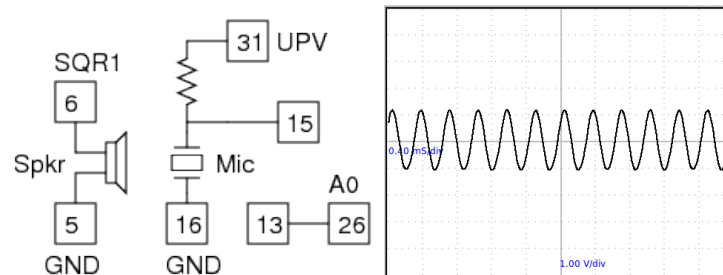 31 UPV
SQR1
6
15
Spkr
Mic
A0
5
16
13
26
GND
GND
0.40 mS/div
1.00 V/div